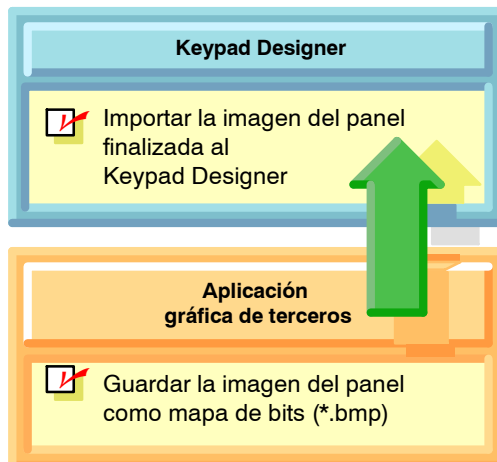 Keypad Designer
Importar la imagen del panel
finalizada al
Keypad Designer
Aplicación
gráfica de terceros
Guardar la imagen del panel
como mapa de bits (*.bmp)